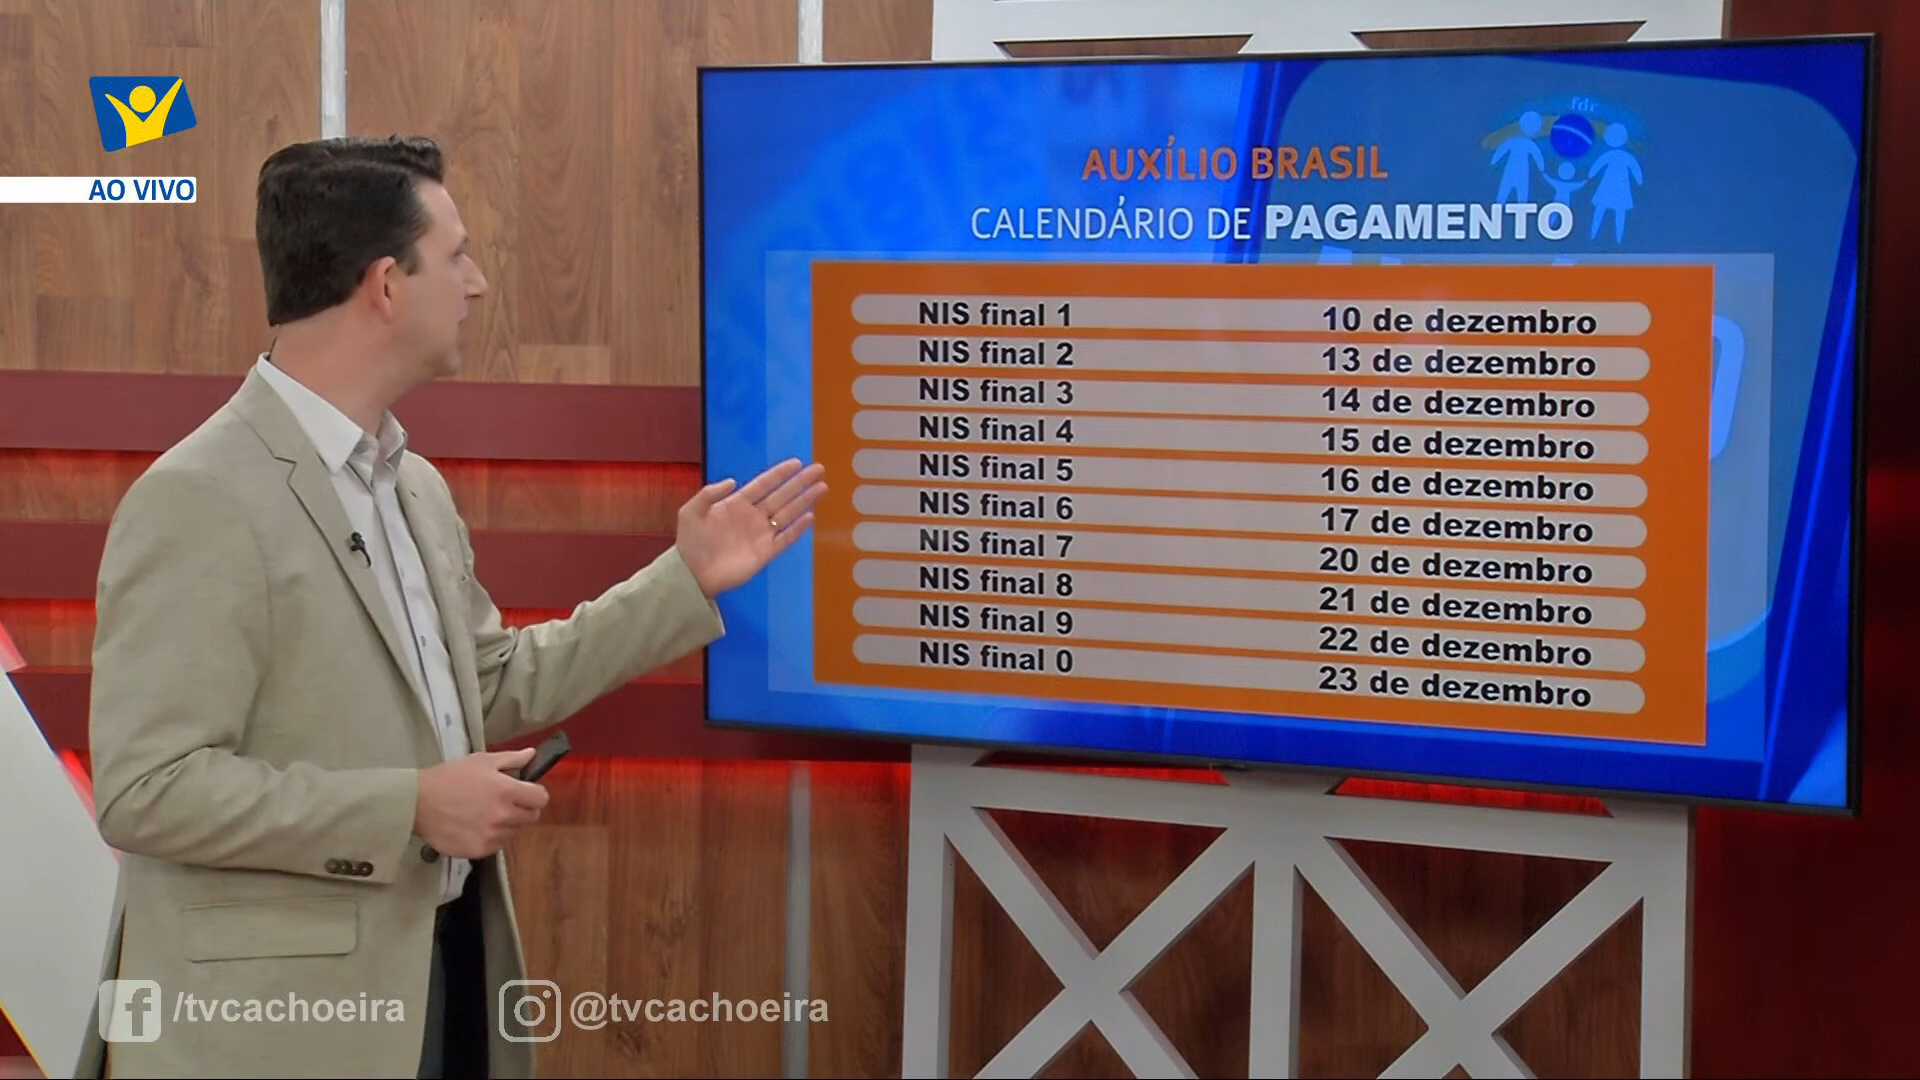 AO VIVO
fdr
AUXÍLIO BRASIL
CALENDÁRIO DE PAGAMENTO
NIS final 1 10 de dezembro
NIS final 2 13 de dezembro
NIS final 3 14 de dezembro
NIS final 4 15 de dezembro
NIS final 5 16 de dezembro
NIS final 6 17 de dezembro
NIS final 7 20 de dezembro
NIS final 8 21 de dezembro
NIS final 9 22 de dezembro
NIS final 0 23 de dezembro
/tvcachoeira @tvcachoeira